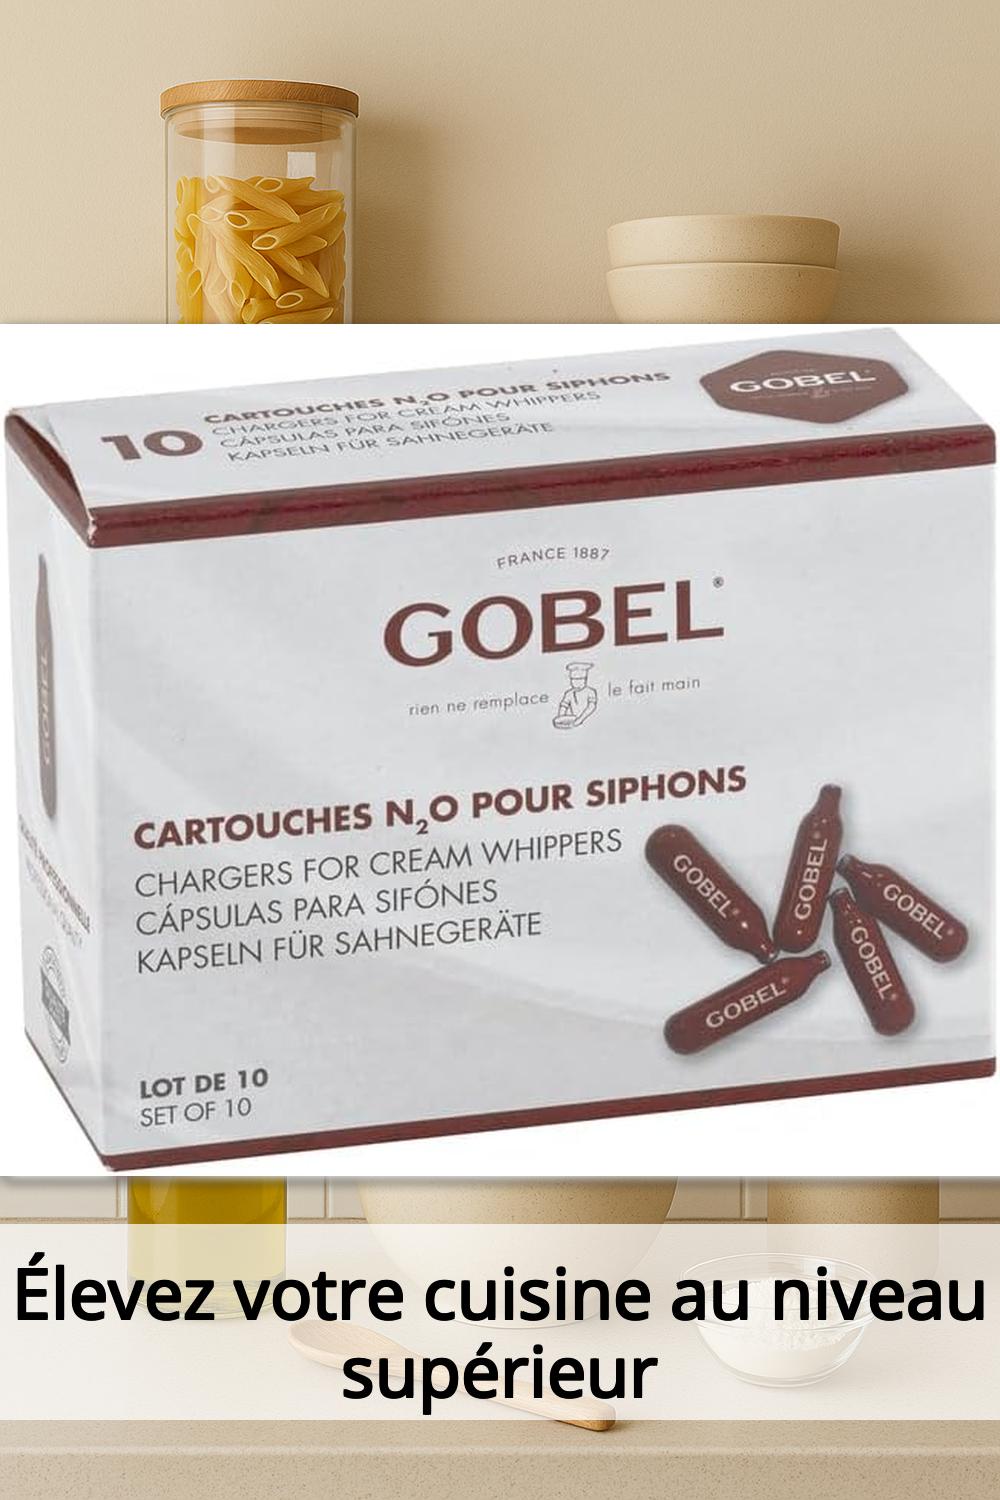 10
CARTOUCHES N₂O POUR SIPHONS
CHARGERS FOR CREAM WHIPPERS
CÁPSULAS PARA SIFÓNES
KAPSELN FÜR SAHNEGERÄTE
GOBEL
FRANCE 1887
GOBEL®
rien ne remplace le fait main
CARTOUCHES N₂O POUR SIPHONS
CHARGERS FOR CREAM WHIPPERS
CÁPSULAS PARA SIFÓNES
KAPSELN FÜR SAHNEGERÄTE
GOBEL
GOBEL
GOBEL
GOBEL
GOBEL
GOBEL
LOT DE 10
SET OF 10
Élevez votre cuisine au niveau
supérieur